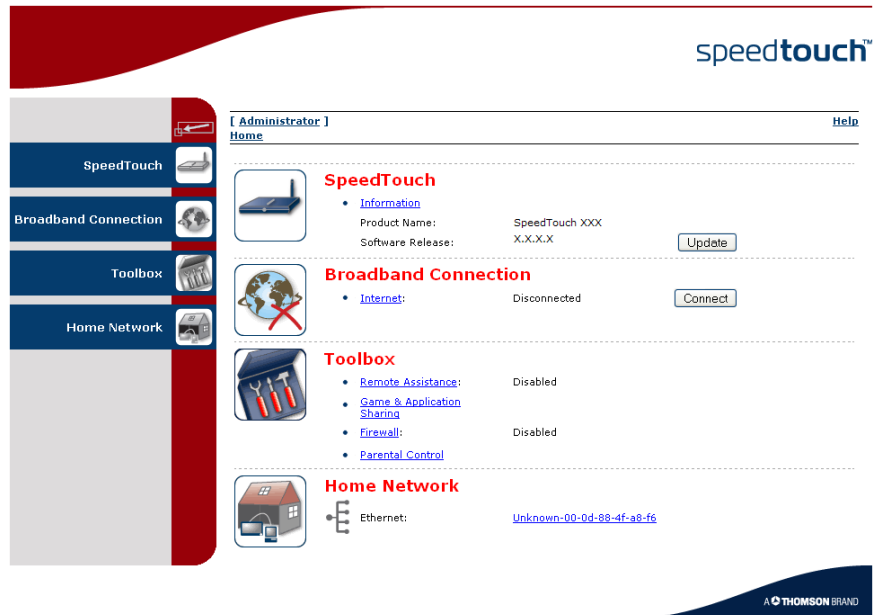 speedtouch™
[ Administrator ]
Help
Home
SpeedTouch
Broadband Connection
Toolbox
Home Network
SpeedTouch
Information
Product Name: SpeedTouch XXX
Software Release: X.X.X.X Update
Broadband Connection
Internet: Disconnected Connect
Toolbox
Remote Assistance: Disabled
Game & Application
Sharing
Firewall: Disabled
Parental Control
Home Network
Ethernet: Unknown-00-0d-88-4f-a8-f6
A THOMSON BRAND